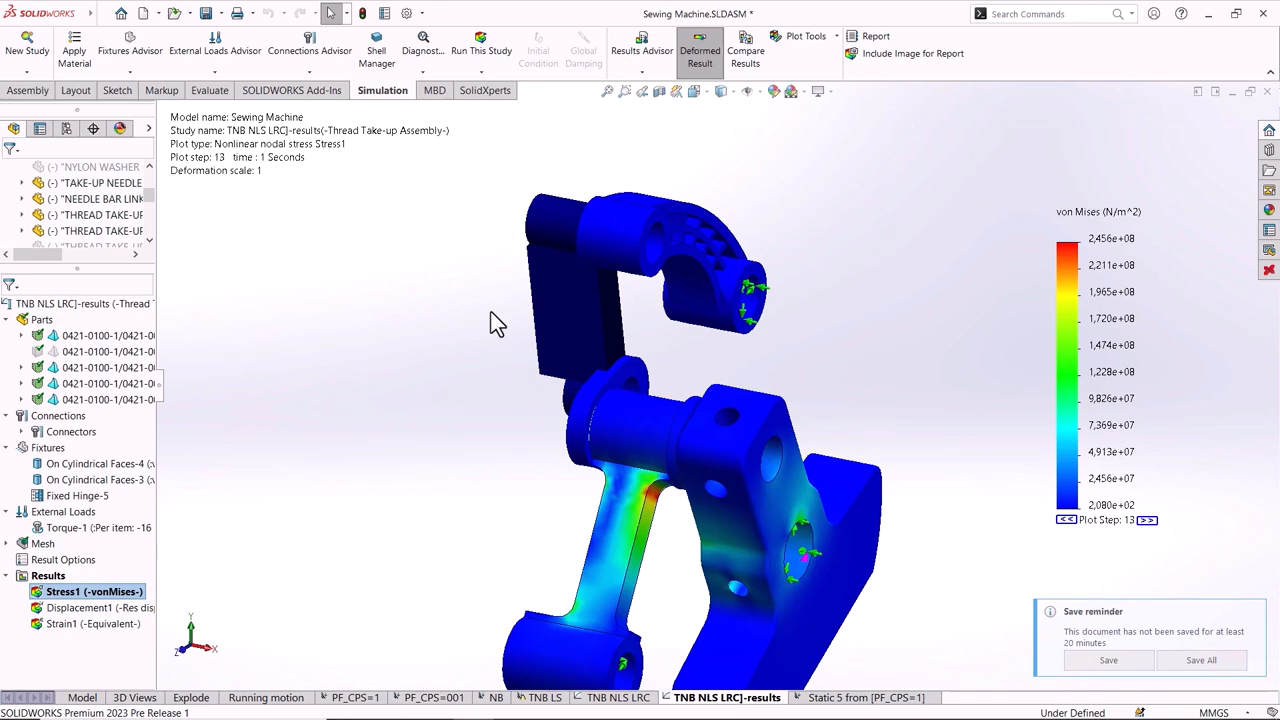 SOLIDWORKS
Sewing Machine.SLDASM *
Search Commands
New Study
Apply Material
Fixtures Advisor
External Loads Advisor
Connections Advisor
Shell Manager
Diagnost...
Run This Study
Initial Condition
Global Damping
Results Advisor
Deformed Result
Compare Results
Plot Tools
Report
Include Image for Report
Assembly
Layout
Sketch
Markup
Evaluate
SOLIDWORKS Add-Ins
Simulation
MBD
SolidXperts
Model name: Sewing Machine
Study name: TNB NLS LRC]-results(-Thread Take-up Assembly-)
Plot type: Nonlinear nodal stress Stress1
Plot step: 13 time : 1 Seconds
Deformation scale: 1
(-) "NYLON WASHER
(-) "TAKE-UP NEEDLE
(-) "NEEDLE BAR LINK
(-) "THREAD TAKE-UP
(-) "THREAD TAKE-UP
TNB NLS LRC]-results (-Thread
Parts
0421-0100-1/0421-0
0421-0100-1/0421-0
0421-0100-1/0421-0
0421-0100-1/0421-0
0421-0100-1/0421-0
Connections
Connectors
Fixtures
On Cylindrical Faces-4 (:
On Cylindrical Faces-3 (:
Fixed Hinge-5
External Loads
Torque-1 (:Per item: -16
Mesh
Result Options
Results
Stress1 (-vonMises-)
Displacement1 (-Res dis
Strain1 (-Equivalent-)
von Mises (N/m^2)
2,456e+08
2,211e+08
1,965e+08
1,720e+08
1,474e+08
1,228e+08
9,826e+07
7,369e+07
4,913e+07
2,456e+07
2,080e+02
<< Plot Step: 13 >>
Save reminder
This document has not been saved for at least
20 minutes
Save
Save All
Y
Z
X
Model
3D Views
Explode
Running motion
PF_CPS=1
PF_CPS=001
NB
TNB LS
TNB NLS LRC
TNB NLS LRC]-results
Static 5 from [PF_CPS=1]
SOLIDWORKS Premium 2023 Pre Release 1
Under Defined
MMGS